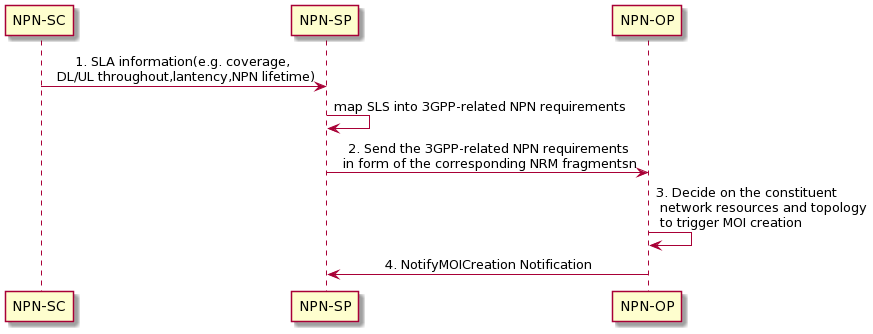 NPN-SC NPN-SP NPN-OP
1. SLA information(e.g. coverage,
DL/UL throughout,lantency,NPN lifetime)
map SLS into 3GPP-related NPN requirements
2. Send the 3GPP-related NPN requirements
in form of the corresponding NRM fragmentsn
3. Decide on the constituent
network resources and topology
to trigger MOI creation
4. NotifyMOICreation Notification
NPN-SC NPN-SP NPN-OP